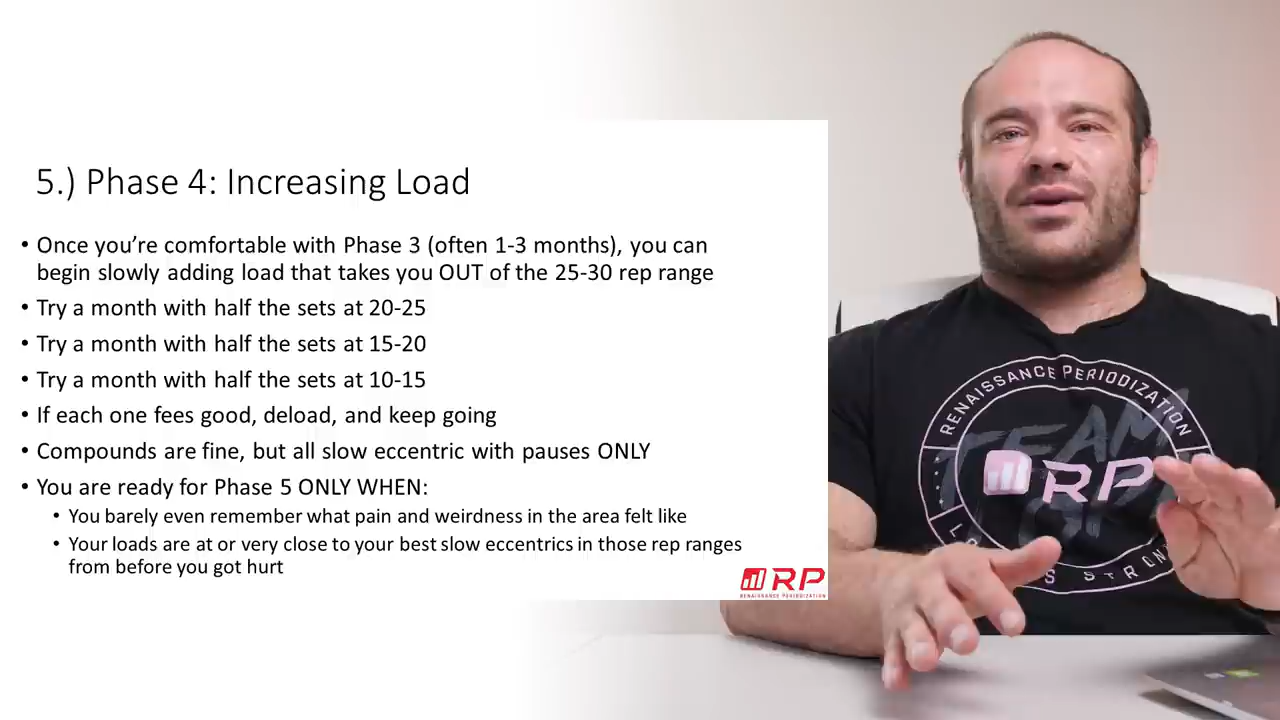 5.) Phase 4: Increasing Load
• Once you’re comfortable with Phase 3 (often 1-3 months), you can
begin slowly adding load that takes you OUT of the 25-30 rep range
• Try a month with half the sets at 20-25
• Try a month with half the sets at 15-20
• Try a month with half the sets at 10-15
• If each one fees good, deload, and keep going
• Compounds are fine, but all slow eccentric with pauses ONLY
• You are ready for Phase 5 ONLY WHEN:
• You barely even remember what pain and weirdness in the area felt like
• Your loads are at or very close to your best slow eccentrics in those rep ranges
from before you got hurt
RP
RENAISSANCE PERIODIZATION
RENAISSANCE PERIODIZATION
TEAM
RP